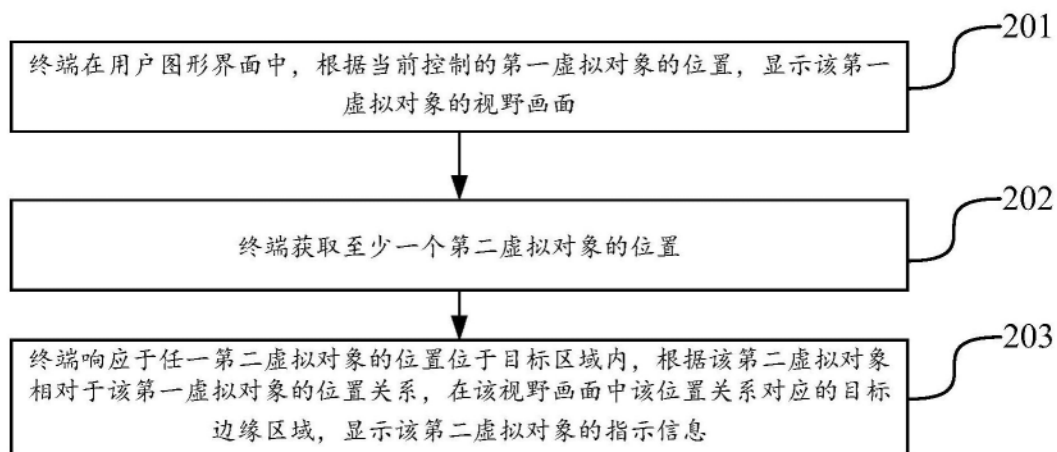 201
终端在用户图形界面中，根据当前控制的第一虚拟对象的位置，显示该第一
虚拟对象的视野画面
202
终端获取至少一个第二虚拟对象的位置
203
终端响应于任一第二虚拟对象的位置位于目标区域内，根据该第二虚拟对象
相对于该第一虚拟对象的位置关系，在该视野画面中该位置关系对应的目标
边缘区域，显示该第二虚拟对象的指示信息